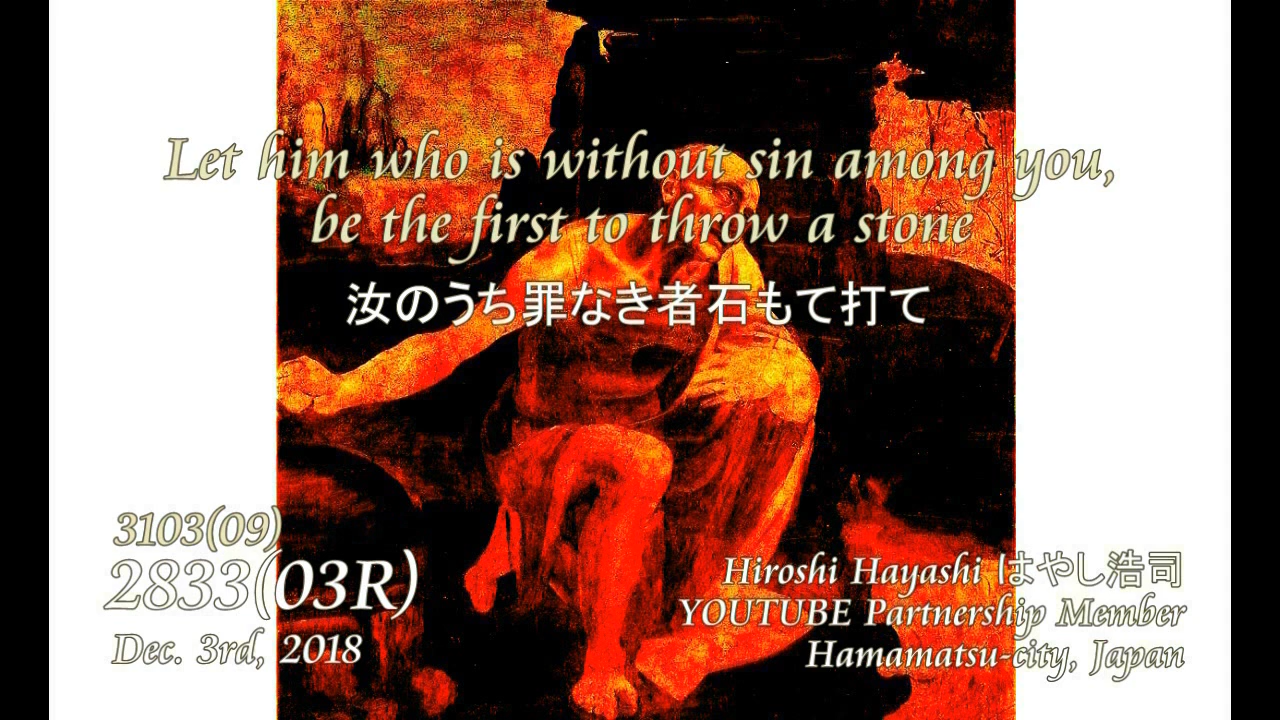 Let him who is without sin among you,
be the first to throw a stone
汝のうち罪なき者石もて打て
3103(09)
2833(03R)
Dec. 3rd, 2018
Hiroshi Hayashi はやし浩司
YOUTUBE Partnership Member
Hamamatsu-city, Japan